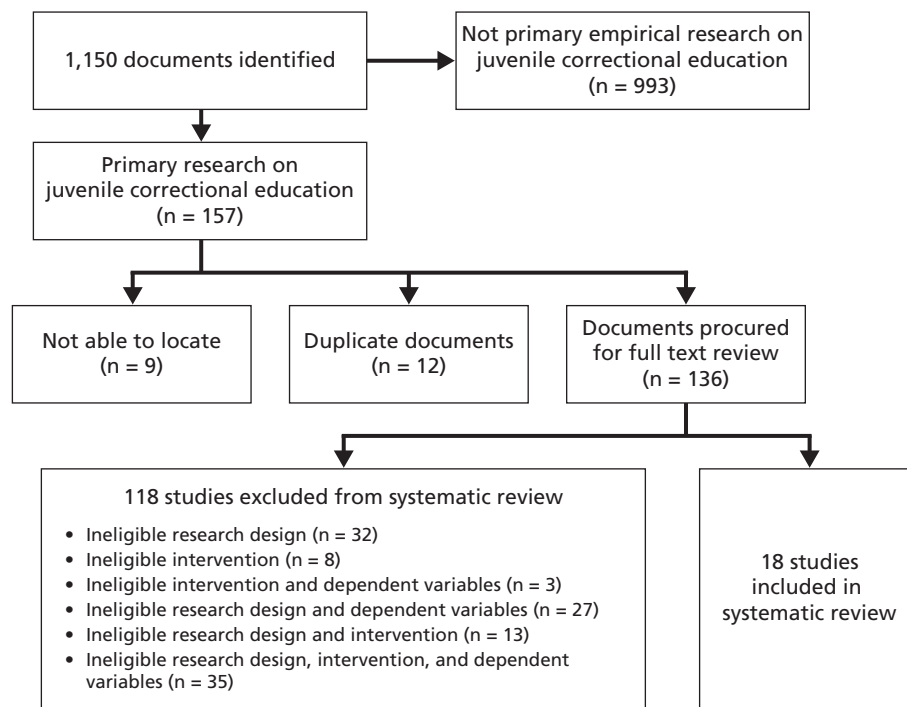 1,150 documents identified
Not primary empirical research on
juvenile correctional education
(n = 993)
Primary research on
juvenile correctional education
(n = 157)
Not able to locate
(n = 9)
Duplicate documents
(n = 12)
Documents procured
for full text review
(n = 136)
118 studies excluded from systematic review
• Ineligible research design (n = 32)
• Ineligible intervention (n = 8)
• Ineligible intervention and dependent variables (n = 3)
• Ineligible research design and dependent variables (n = 27)
• Ineligible research design and intervention (n = 13)
• Ineligible research design, intervention, and dependent
variables (n = 35)
18 studies
included in
systematic review